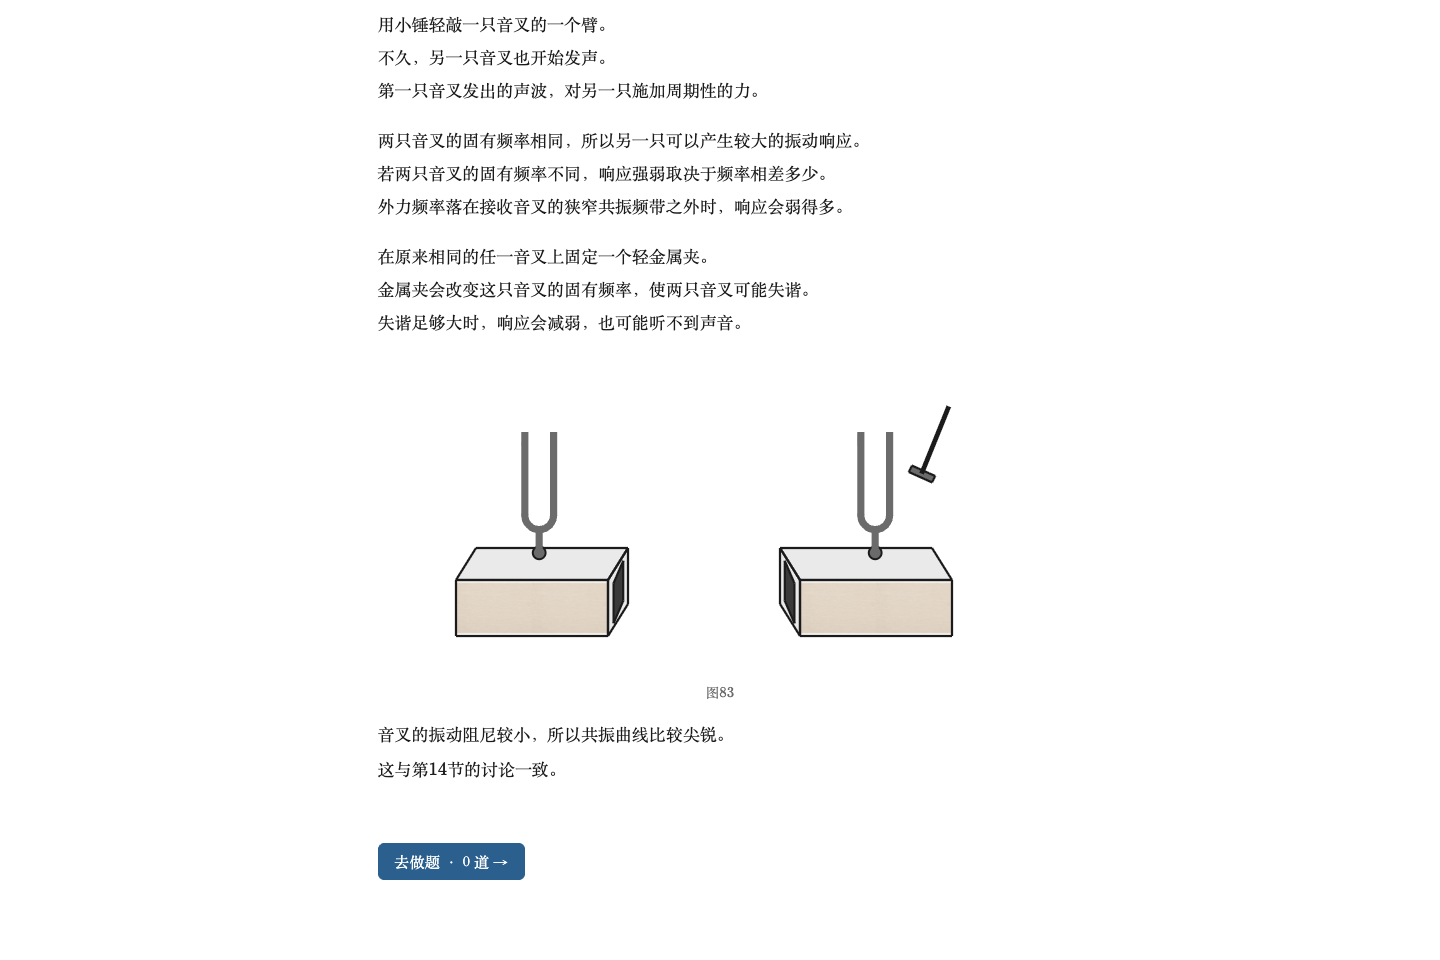 用小锤轻敲一只音叉的一个臂。
不久，另一只音叉也开始发声。
第一只音叉发出的声波，对另一只施加周期性的力。
两只音叉的固有频率相同，所以另一只可以产生较大的振动响应。
若两只音叉的固有频率不同，响应强弱取决于频率相差多少。
外力频率落在接收音叉的狭窄共振频带之外时，响应会弱得多。
在原来相同的任一音叉上固定一个轻金属夹。
金属夹会改变这只音叉的固有频率，使两只音叉可能失谐。
失谐足够大时，响应会减弱，也可能听不到声音。
图83
音叉的振动阻尼较小，所以共振曲线比较尖锐。
这与第14节的讨论一致。
去做题 · 0 道 →